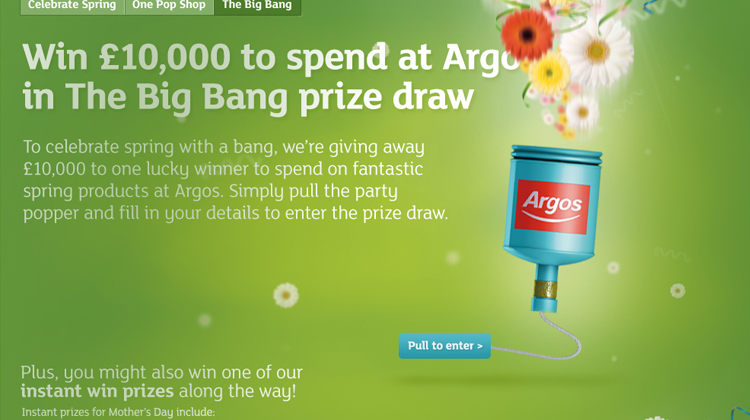 Celebrate Spring One Pop Shop The Big Bang
Win £10,000 to spend at Argo
in The Big Bang prize draw
To celebrate spring with a bang, we're giving away
£10,000 to one lucky winner to spend on fantastic
spring products at Argos. Simply pull the party
popper and fill in your details to enter the prize draw.
Argos
Pull to enter >
Plus, you might also win one of our
instant win prizes along the way!
Instant prizes for Mother's Day include: